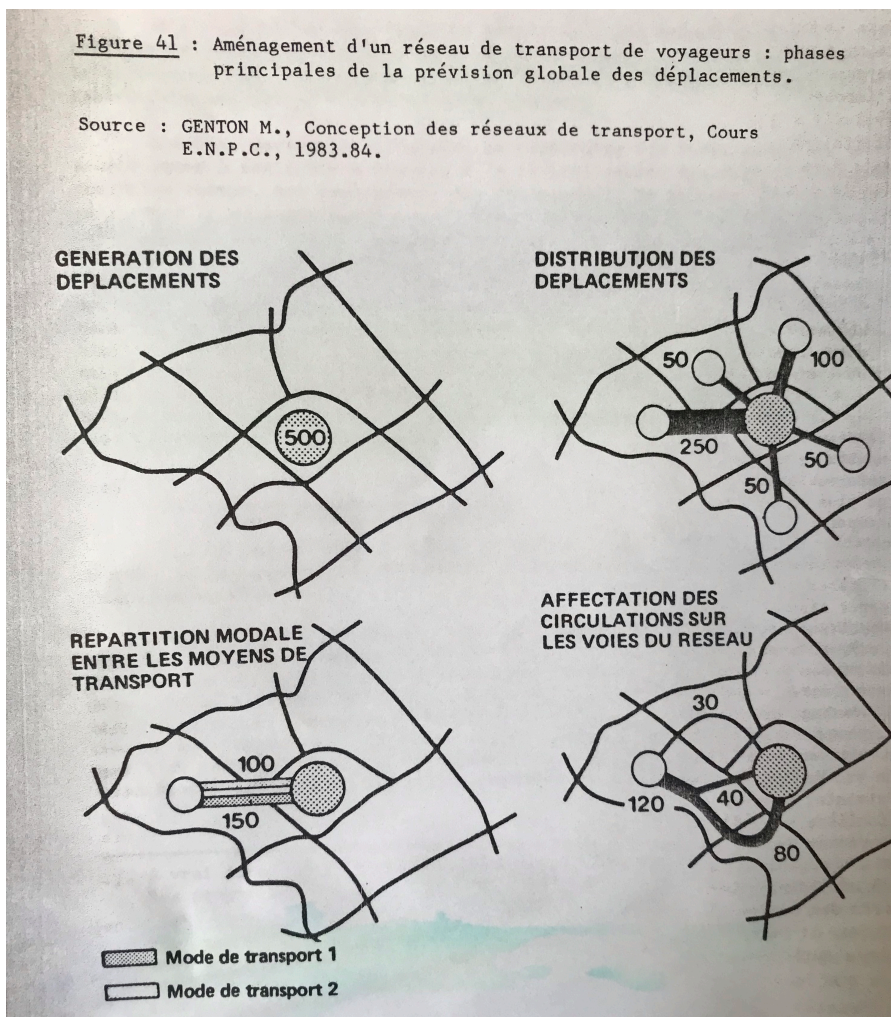 Figure 41 : Aménagement d'un réseau de transport de voyageurs : phases
principales de la prévision globale des déplacements.
Source : GENTON M., Conception des réseaux de transport, Cours
E.N.P.C., 1983.84.
GENERATION DES
DEPLACEMENTS
500
DISTRIBUTION DES
DEPLACEMENTS
50
100
250
50
50
REPARTITION MODALE
ENTRE LES MOYENS DE
TRANSPORT
100
150
AFFECTATION DES
CIRCULATIONS SUR
LES VOIES DU RESEAU
30
120
40
80
Mode de transport 1
Mode de transport 2